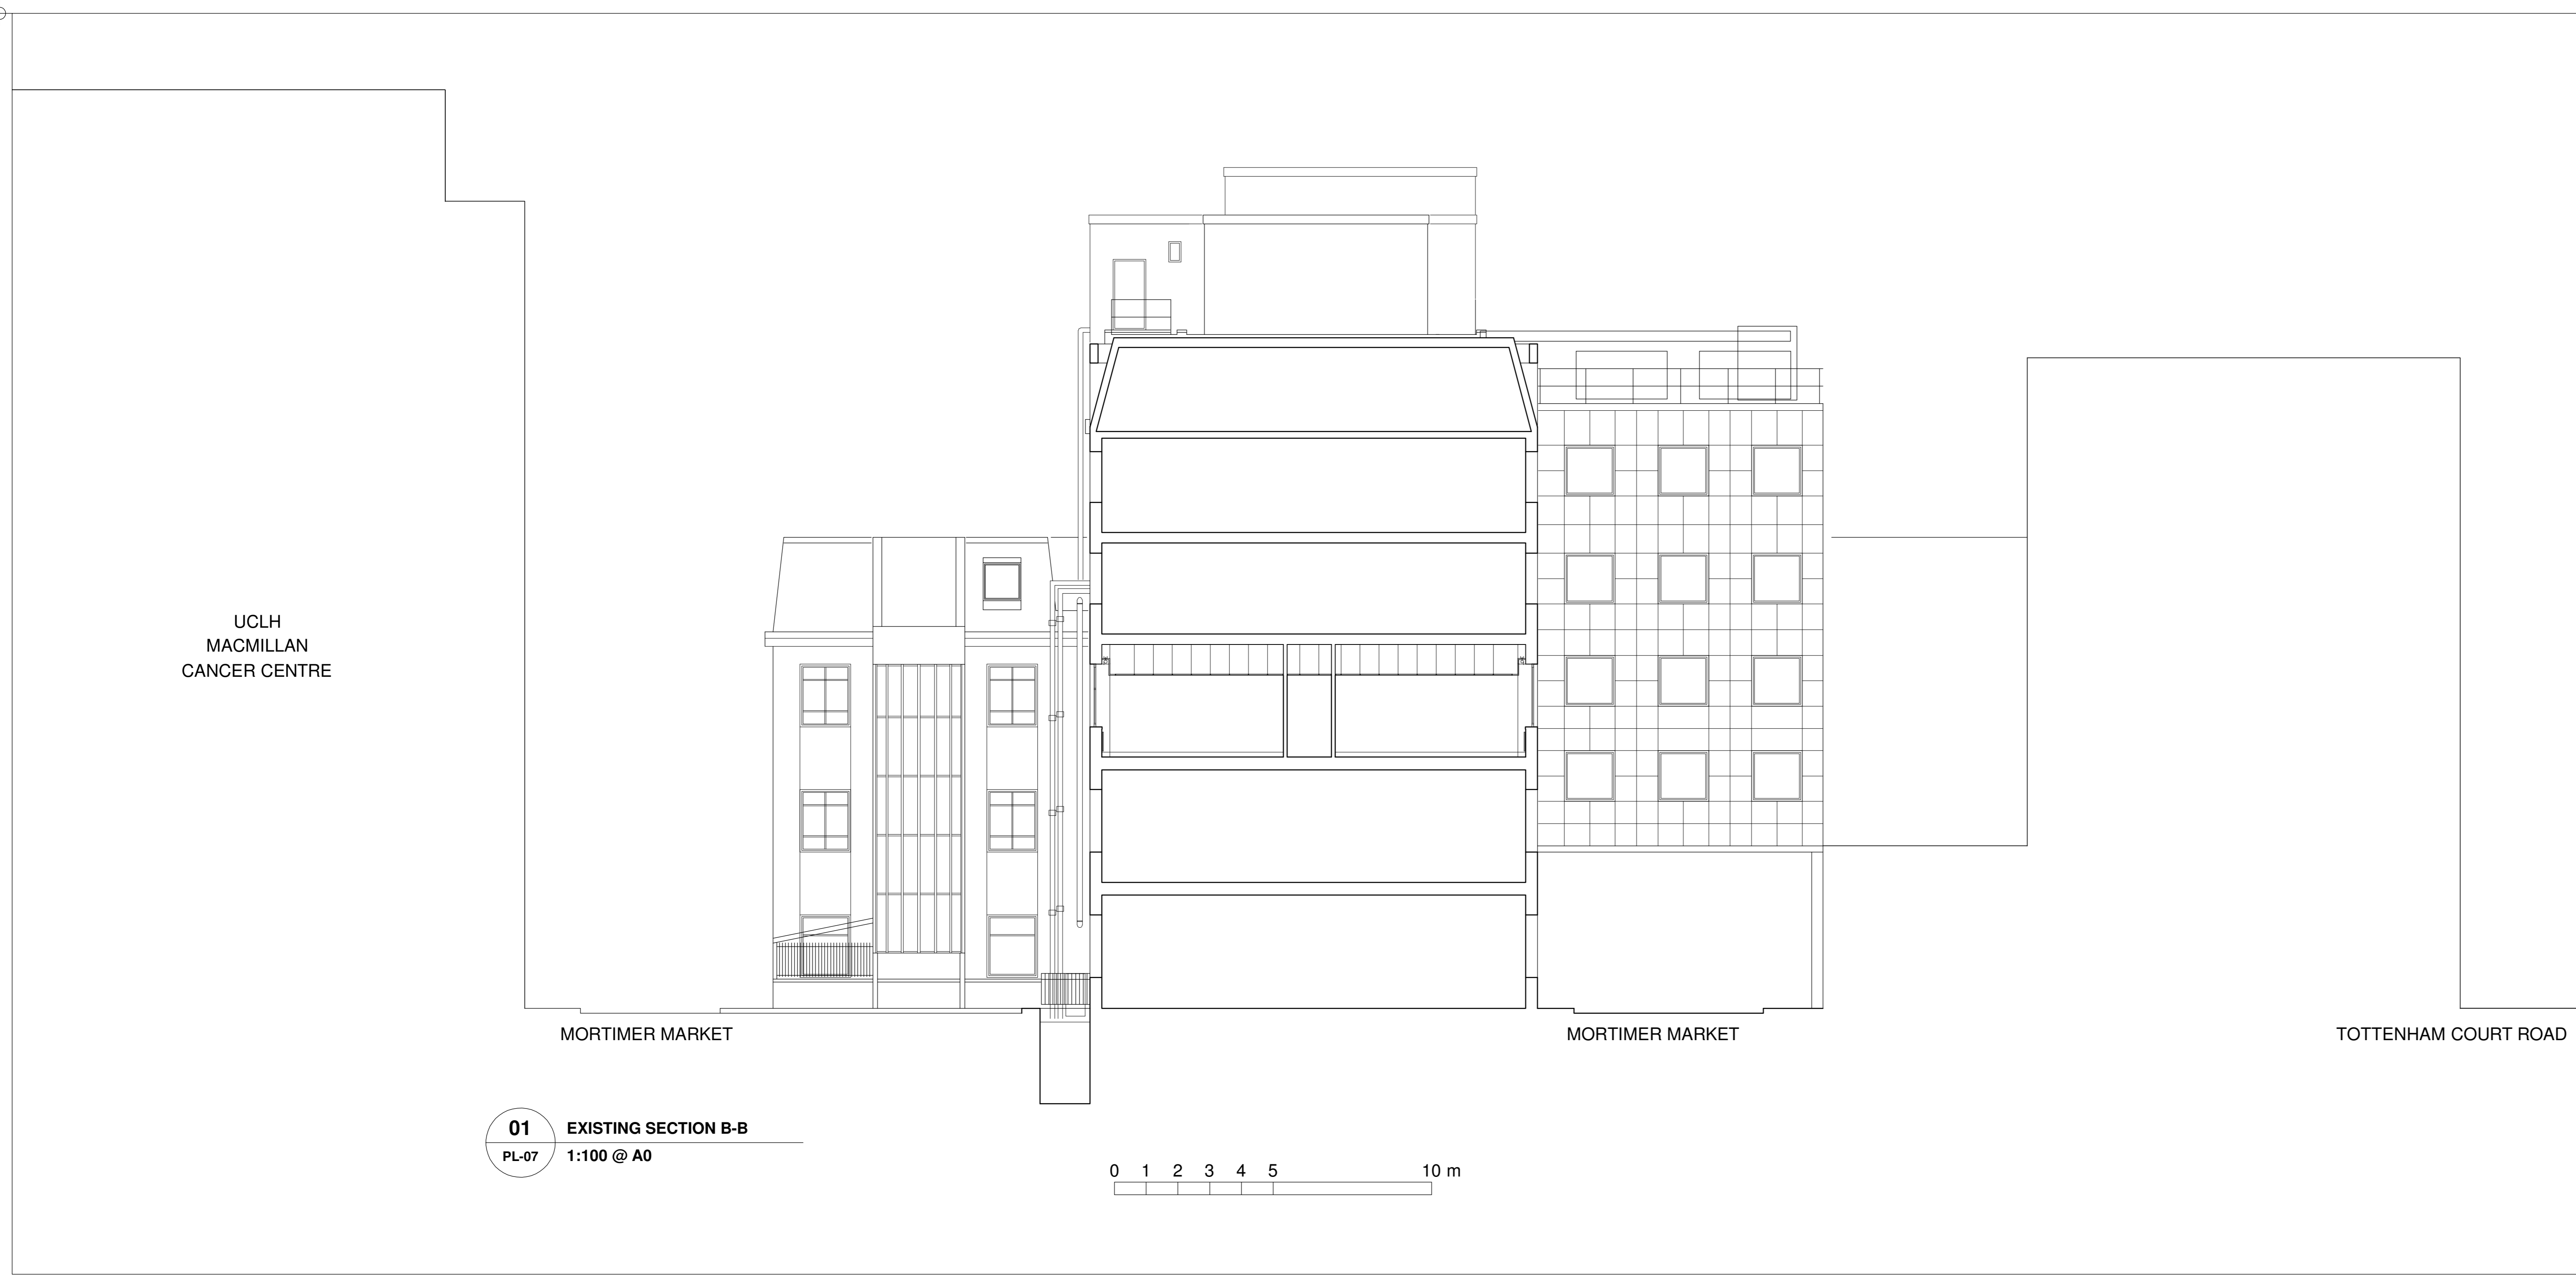 UCLH
MACMILLAN
CANCER CENTRE
MORTIMER MARKET
MORTIMER MARKET
TOTTENHAM COURT ROAD
01
PL-07
EXISTING SECTION B-B
1:100 @ A0
0 1 2 3 4 5 10 m